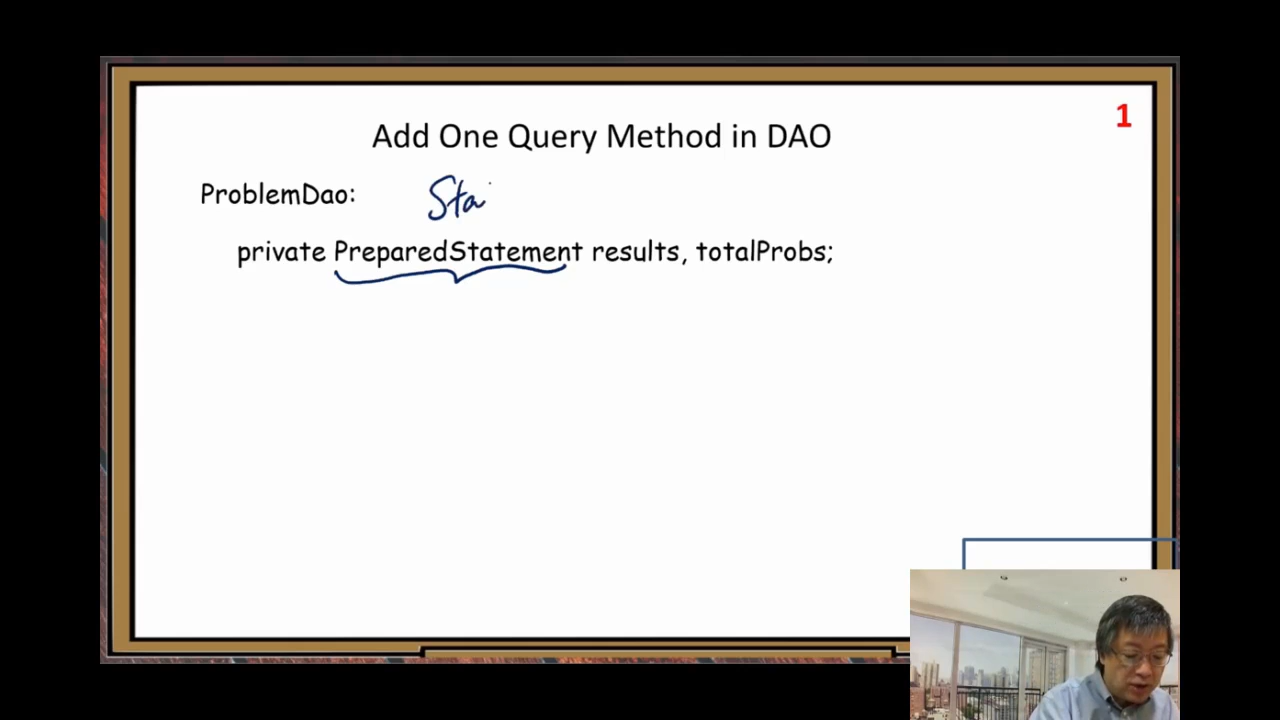 1
Add One Query Method in DAO
ProblemDao:
Sta
private PreparedStatement results, totalProbs;